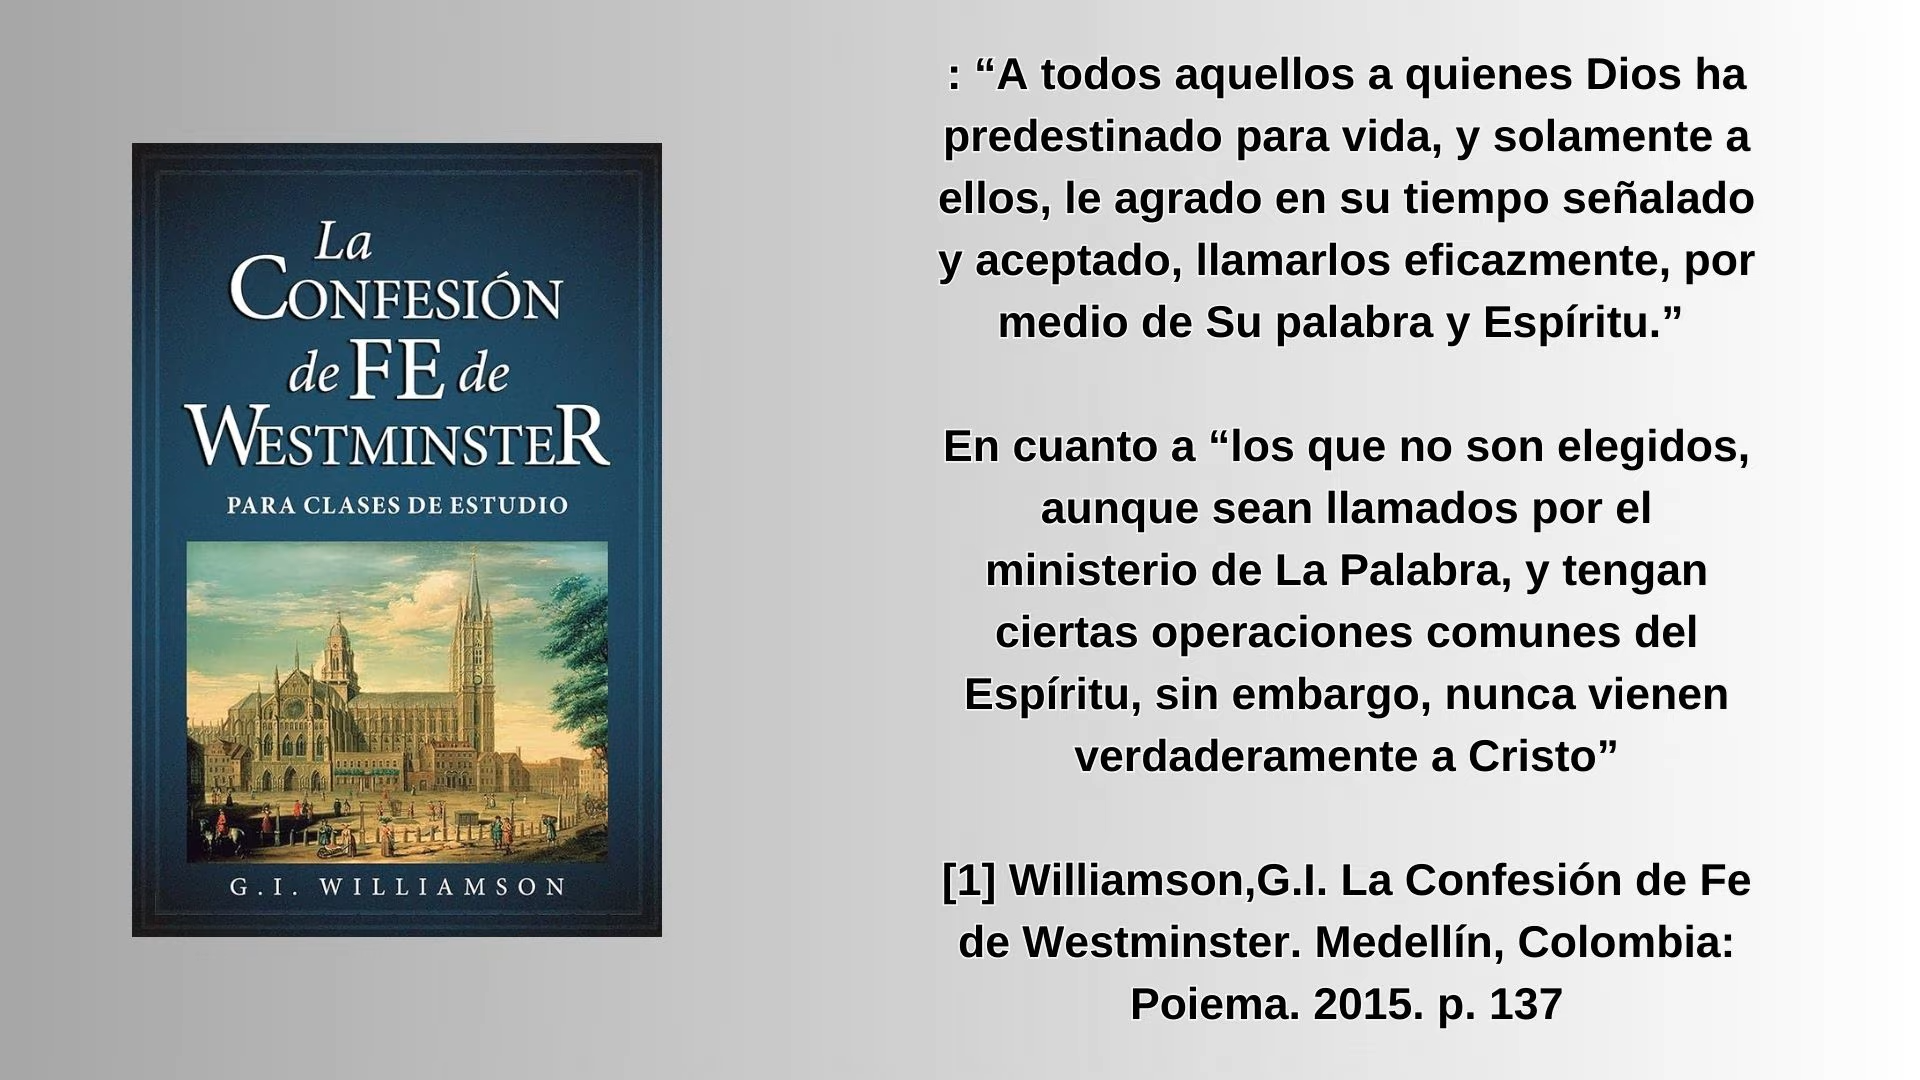 La
CONFESIÓN
de FE de
WESTMINSTER
PARA CLASES DE ESTUDIO
G.I. WILLIAMSON
: “A todos aquellos a quienes Dios ha
predestinado para vida, y solamente a
ellos, le agrado en su tiempo señalado
y aceptado, llamarlos eficazmente, por
medio de Su palabra y Espíritu.”
En cuanto a “los que no son elegidos,
aunque sean llamados por el
ministerio de La Palabra, y tengan
ciertas operaciones comunes del
Espíritu, sin embargo, nunca vienen
verdaderamente a Cristo”
[1] Williamson,G.I. La Confesión de Fe
de Westminster. Medellín, Colombia:
Poiema. 2015. p. 137